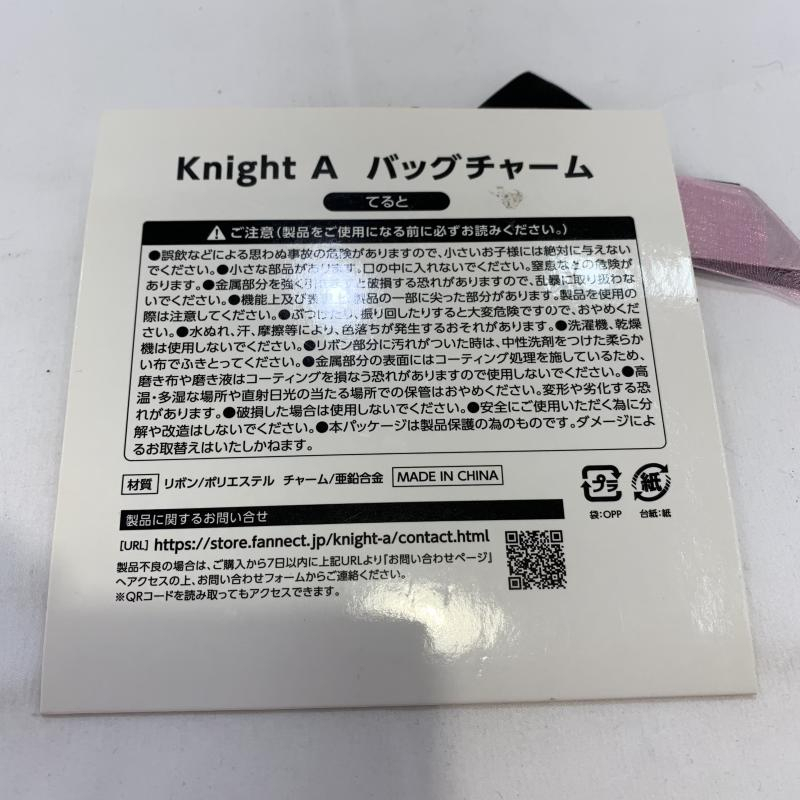 Knight A バッグチャーム
てると
ご注意(製品をご使用になる前に必ずお読みください。)
●誤飲などによる思わぬ事故の危険がありますので、小さいお子様には絶対に与えない
でください。●小さな部品があります。口の中に入れないでください。窒息などの危険が
あります。●金属部分を強く引っ張ると破損する恐れがありますので、乱暴に取り扱わな
いでください。●機能上及び 製品の一部に尖った部分があります。製品を使用の
際は注意してください。●ぶつけたり、振り回したりすると大変危険ですので、おやめくだ
さい。●水ぬれ、汗、摩擦等により、色落ちが発生するおそれがあります。●洗濯機、乾燥
機は使用しないでください。●リボン部分に汚れがついた時は、中性洗剤をつけた柔らか
い布でふきとってください。●金属部分の表面にはコーティング処理を施しているため、
磨き布や磨き液はコーティングを損なう恐れがありますので使用しないでください。●高
温・多湿な場所や直射日光の当たる場所での保管はおやめください。変形や劣化する恐
れがあります。●破損した場合は使用しないでください。●安全にご使用いただく為に分
解や改造はしないでください。●本パッケージは製品保護の為のものです。ダメージによ
るお取替えはいたしかねます。
材質 リボン/ポリエステル チャーム/亜鉛合金 MADE IN CHINA
プラ 紙
袋:OPP 台紙:紙
製品に関するお問い合せ
[URL] https://store.fannect.jp/knight-a/contact.html
製品不良の場合は、ご購入から7日以内に上記URLより「お問い合わせページ」
へアクセスの上、お問い合わせフォームからご連絡ください。
※QRコードを読み取ってもアクセスできます。